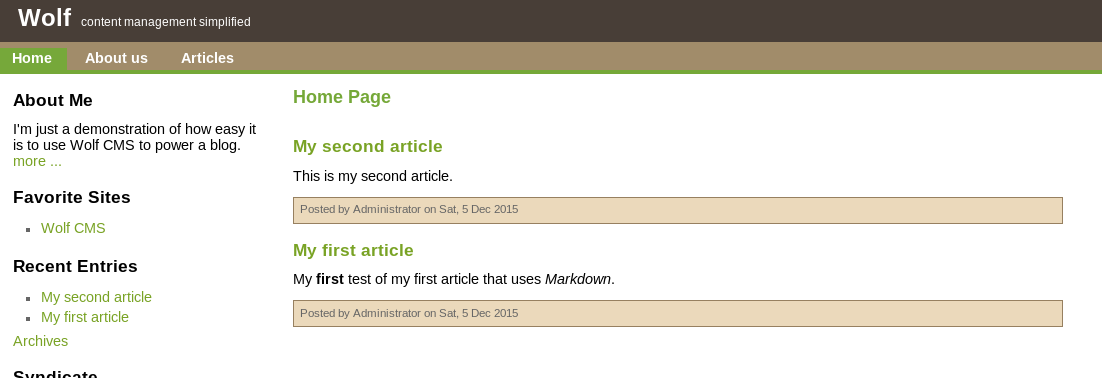 Wolf content management simplified
Home About us Articles
About Me
I'm just a demonstration of how easy it
is to use Wolf CMS to power a blog.
more ...
Favorite Sites
Wolf CMS
Recent Entries
My second article
My first article
Archives
Syndicate
Home Page
My second article
This is my second article.
Posted by Administrator on Sat, 5 Dec 2015
My first article
My first test of my first article that uses Markdown.
Posted by Administrator on Sat, 5 Dec 2015